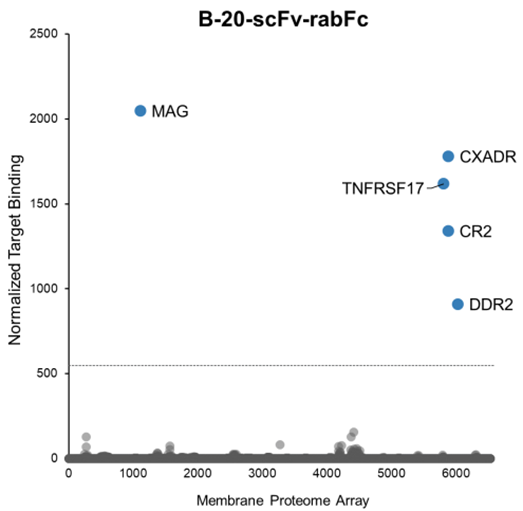 B-20-scFv-rabFc
Normalized Target Binding
2500
2000
1500
1000
500
0
MAG
CXADR
TNFRSF17
CR2
DDR2
0 1000 2000 3000 4000 5000 6000
Membrane Proteome Array